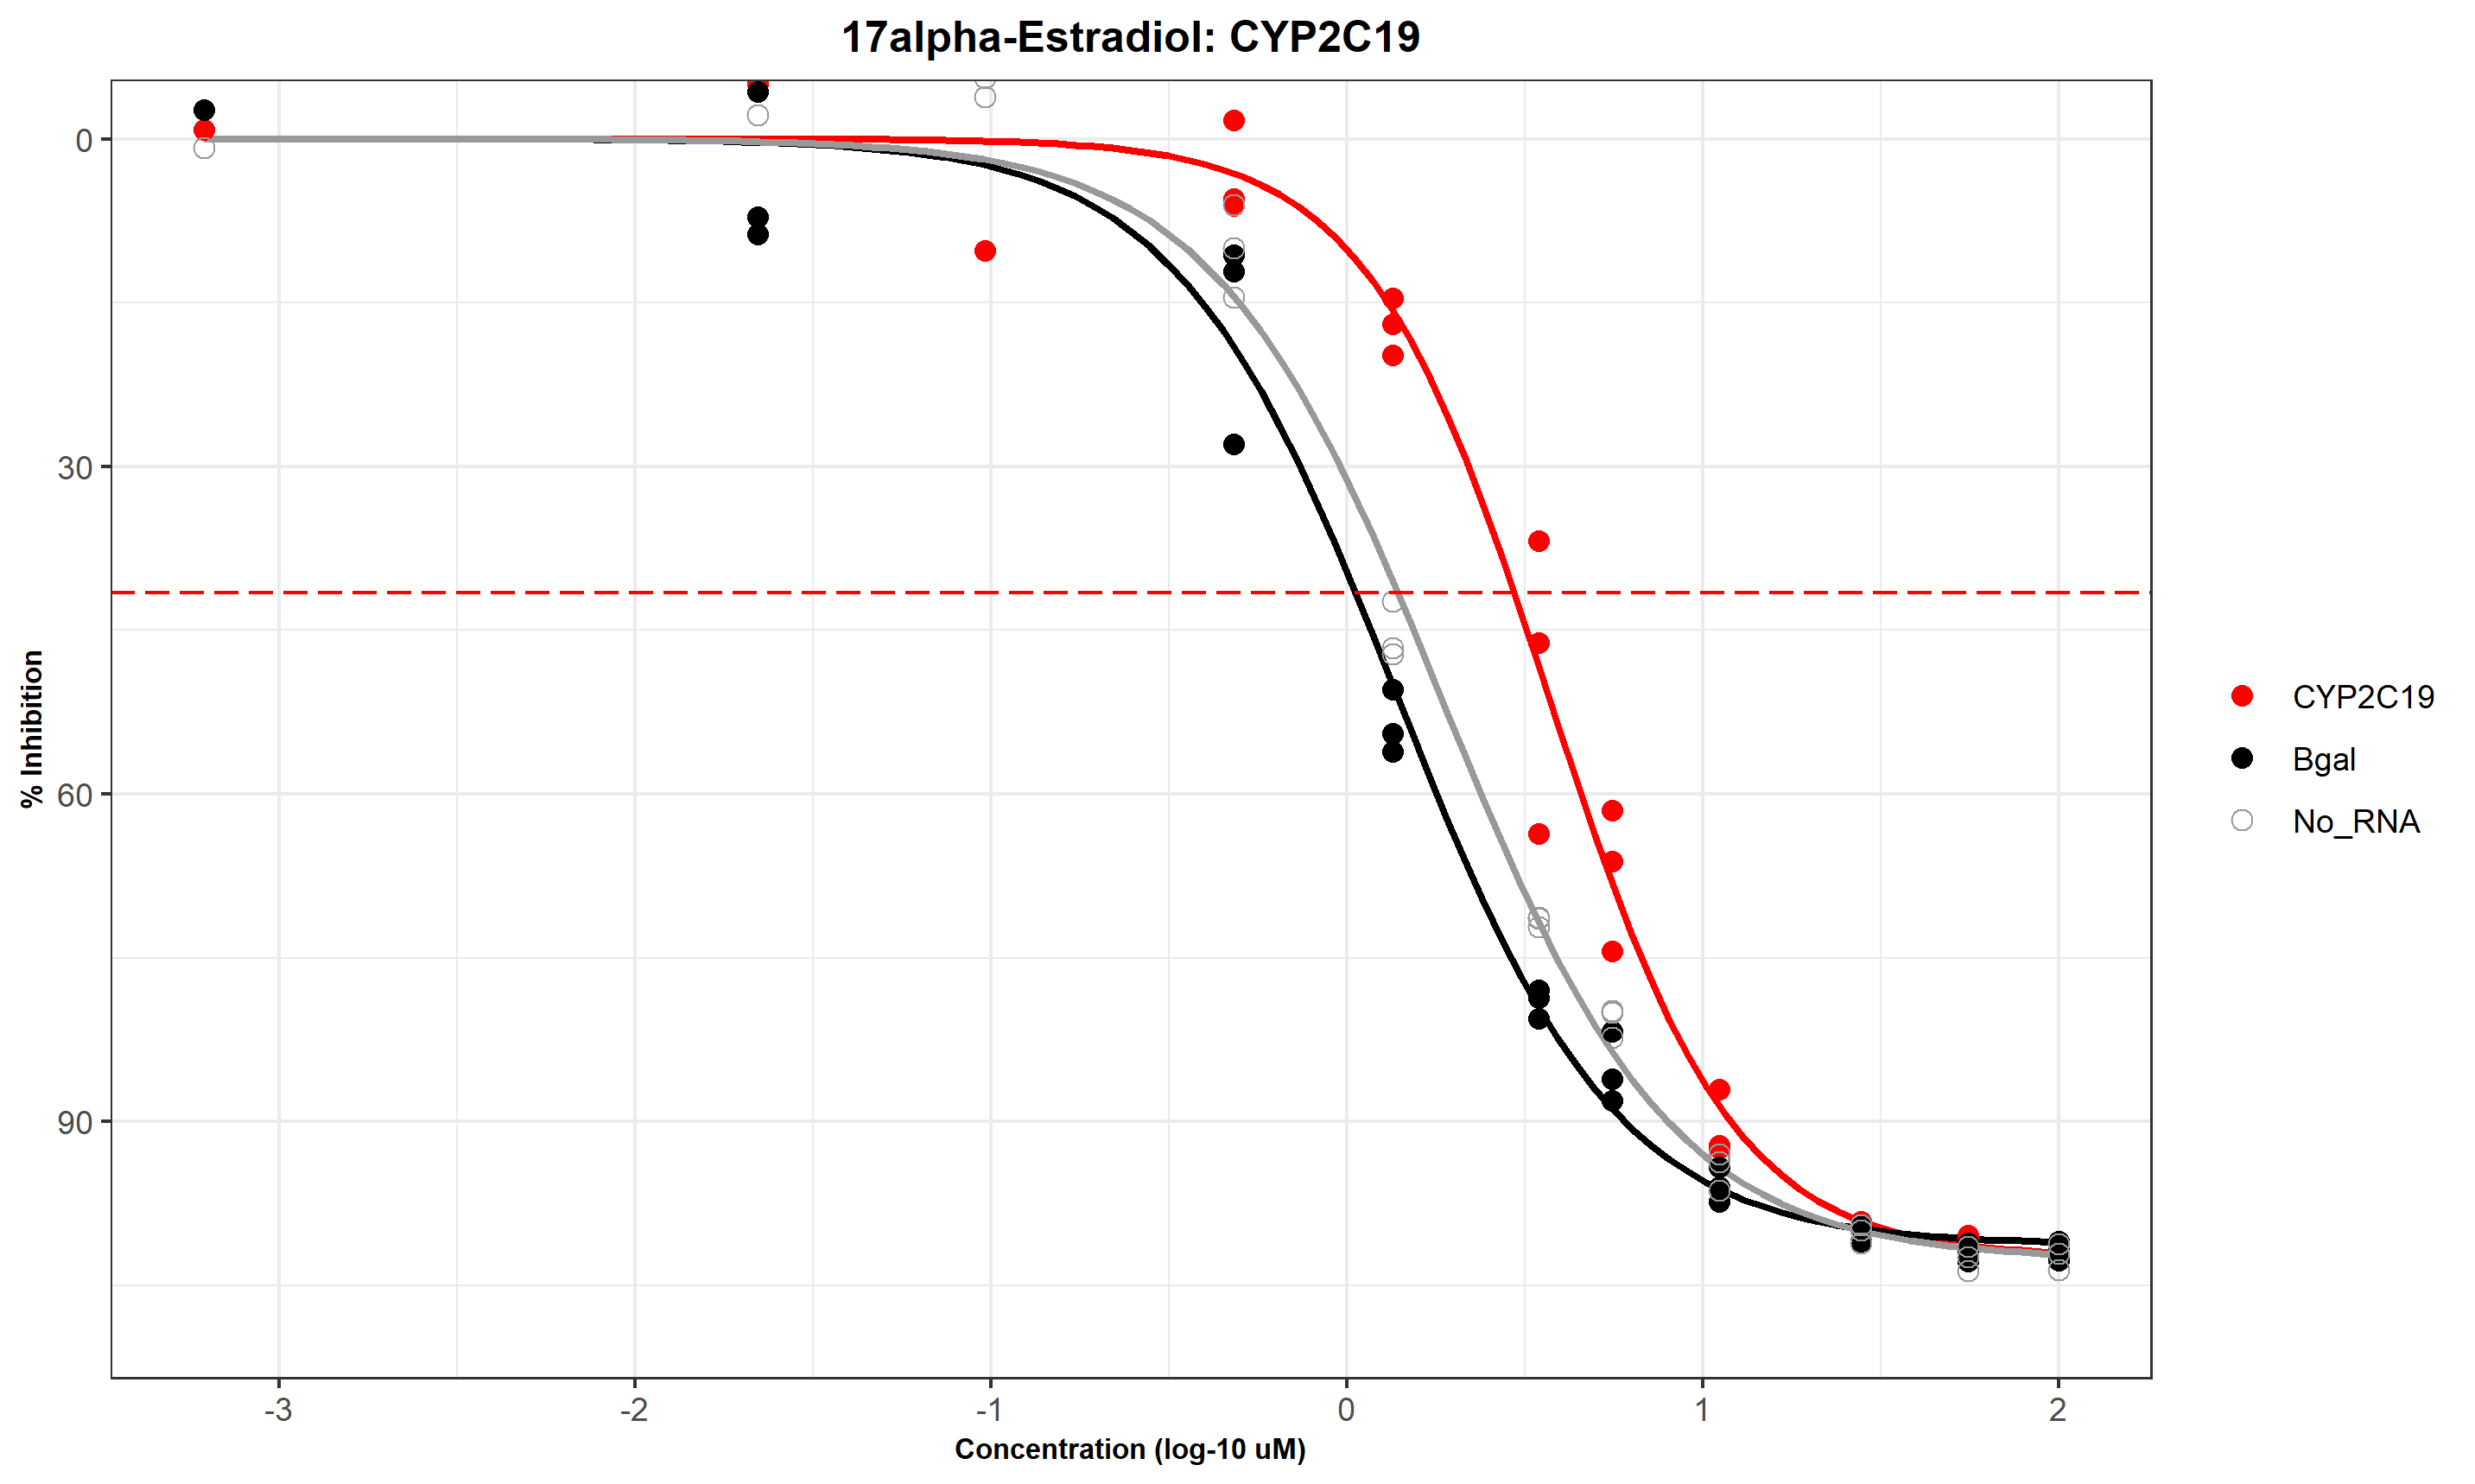 17alpha-Estradiol: CYP2C19
0
30
60
90
% Inhibition
-3 -2 -1 0 1 2
Concentration (log-10 uM)
CYP2C19
Bgal
No_RNA